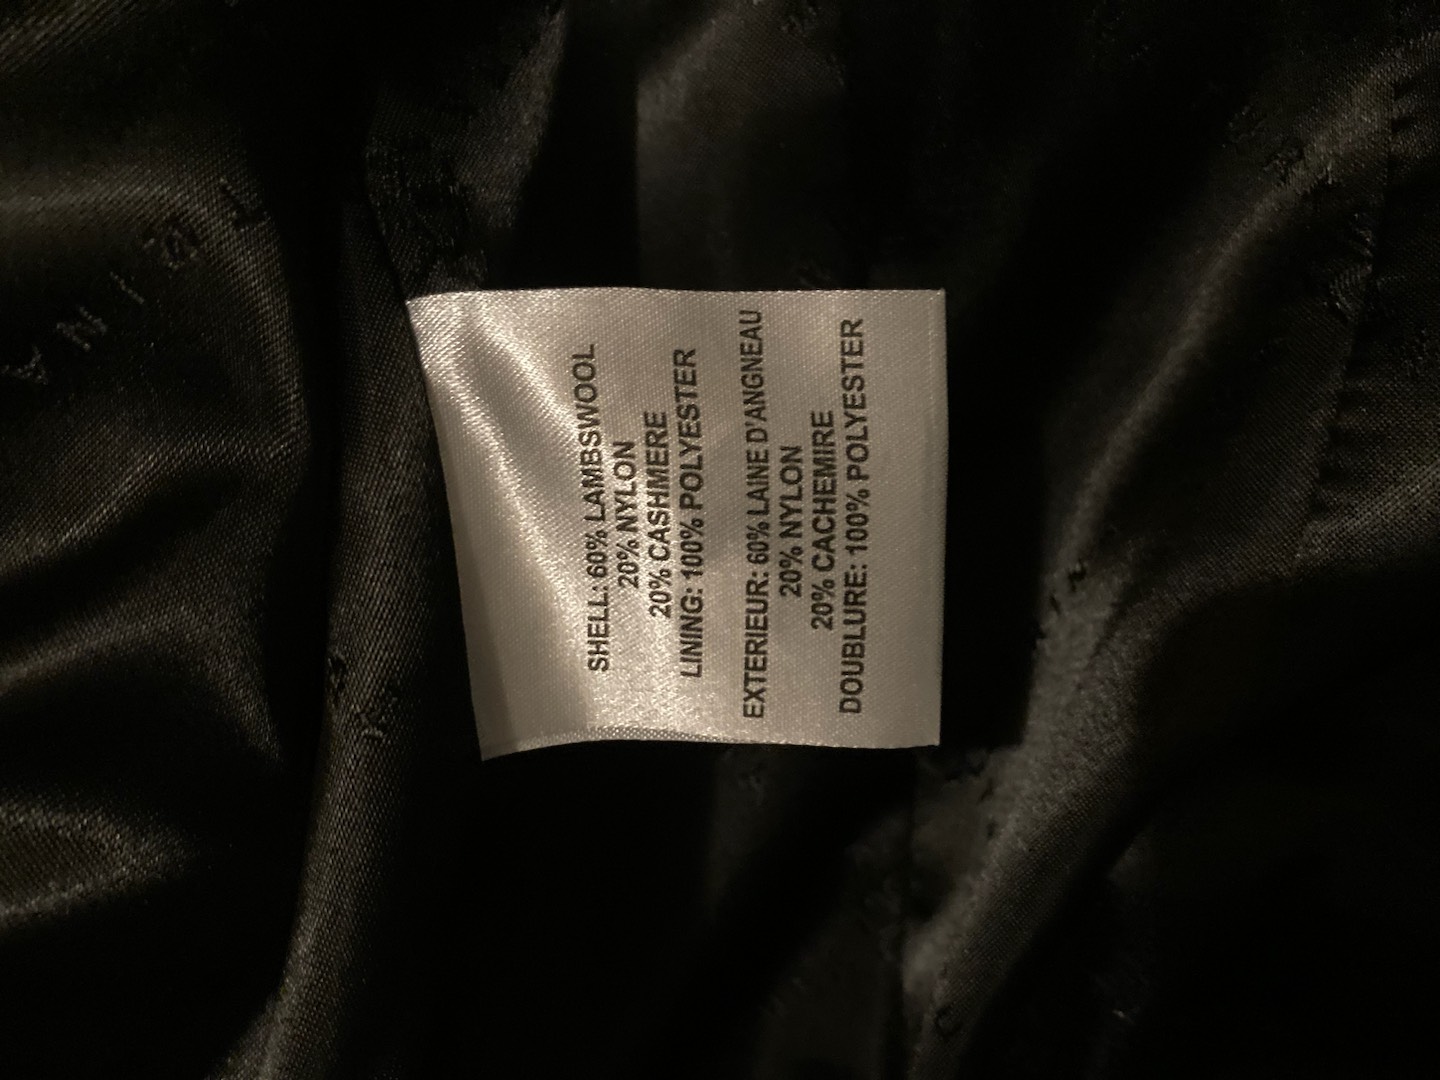 SHELL: 60% LAMBSWOOL
20% NYLON
20% CASHMERE
LINING: 100% POLYESTER
EXTERIEUR: 60% LAINE D'ANGNEAU
20% NYLON
20% CACHEMIRE
DOUBLURE: 100% POLYESTER